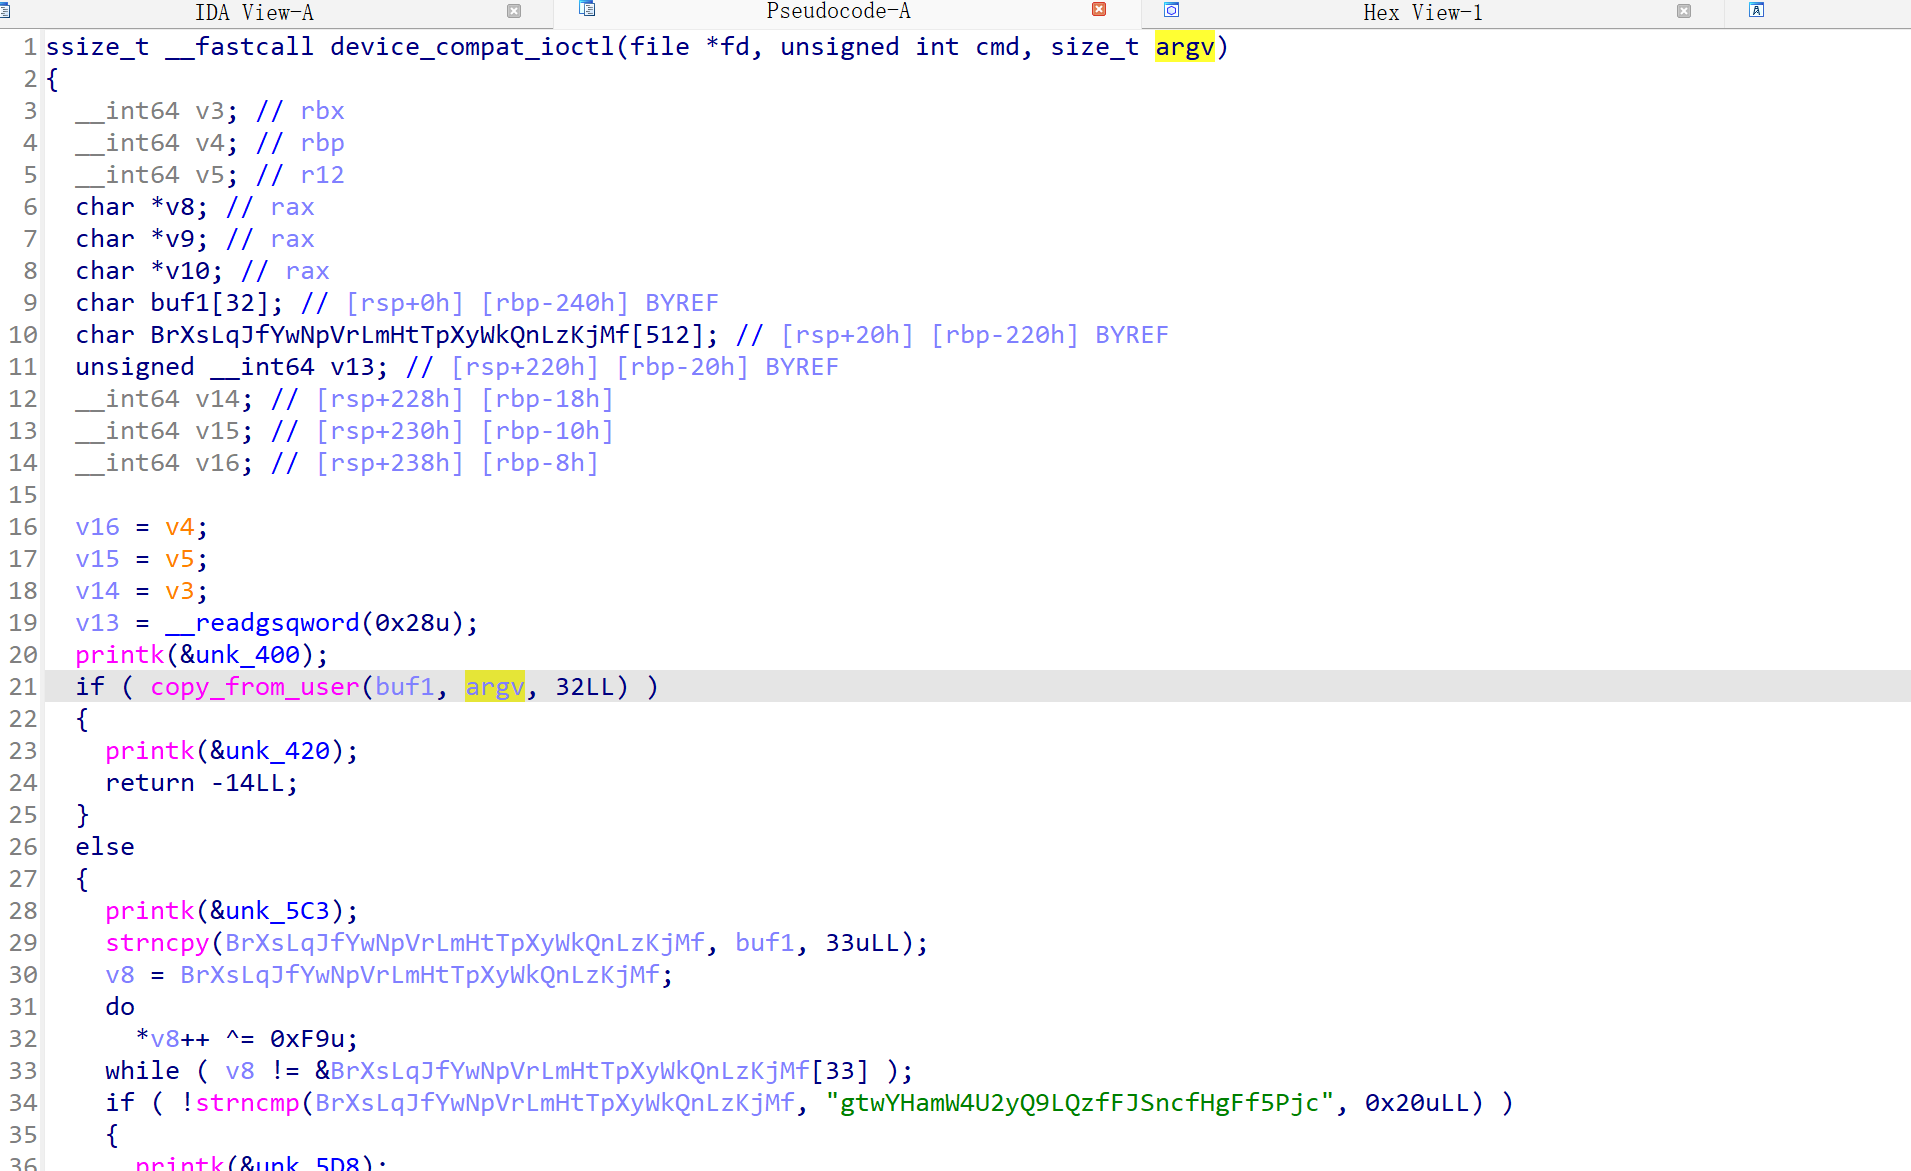 IDA View-A Pseudocode-A Hex View-1
1 ssize_t __fastcall device_compat_ioctl(file *fd, unsigned int cmd, size_t argv)
2 {
3 __int64 v3; // rbx
4 __int64 v4; // rbp
5 __int64 v5; // r12
6 char *v8; // rax
7 char *v9; // rax
8 char *v10; // rax
9 char buf1[32]; // [rsp+0h] [rbp-240h] BYREF
10 char BrXsLqJfYwNpVrLmHtTpXyWkQnLzKjMf[512]; // [rsp+20h] [rbp-220h] BYREF
11 unsigned __int64 v13; // [rsp+220h] [rbp-20h] BYREF
12 __int64 v14; // [rsp+228h] [rbp-18h]
13 __int64 v15; // [rsp+230h] [rbp-10h]
14 __int64 v16; // [rsp+238h] [rbp-8h]
15
16 v16 = v4;
17 v15 = v5;
18 v14 = v3;
19 v13 = __readgsqword(0x28u);
20 printk(&unk_400);
21 if ( copy_from_user(buf1, argv, 32LL) )
22 {
23 printk(&unk_420);
24 return -14LL;
25 }
26 else
27 {
28 printk(&unk_5C3);
29 strncpy(BrXsLqJfYwNpVrLmHtTpXyWkQnLzKjMf, buf1, 33uLL);
30 v8 = BrXsLqJfYwNpVrLmHtTpXyWkQnLzKjMf;
31 do
32 *v8++ ^= 0xF9u;
33 while ( v8 != &BrXsLqJfYwNpVrLmHtTpXyWkQnLzKjMf[33] );
34 if ( !strncmp(BrXsLqJfYwNpVrLmHtTpXyWkQnLzKjMf, "gtwYHamW4U2yQ9LQzfFJSncfHgFf5Pjc", 0x20uLL) )
35 {
36 printk(&unk_5D8);